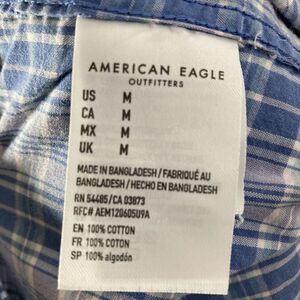 AMERICAN EAGLE
OUTFITTERS
US M
CA M
MX M
UK M
MADE IN BANGLADESH / FABRIQUÉ AU
BANGLADESH / HECHO EN BANGLADESH
RN 54485/CA 03873
RFC# AEM120605U9A
EN 100% COTTON
FR 100% COTON
SP 100% algodón